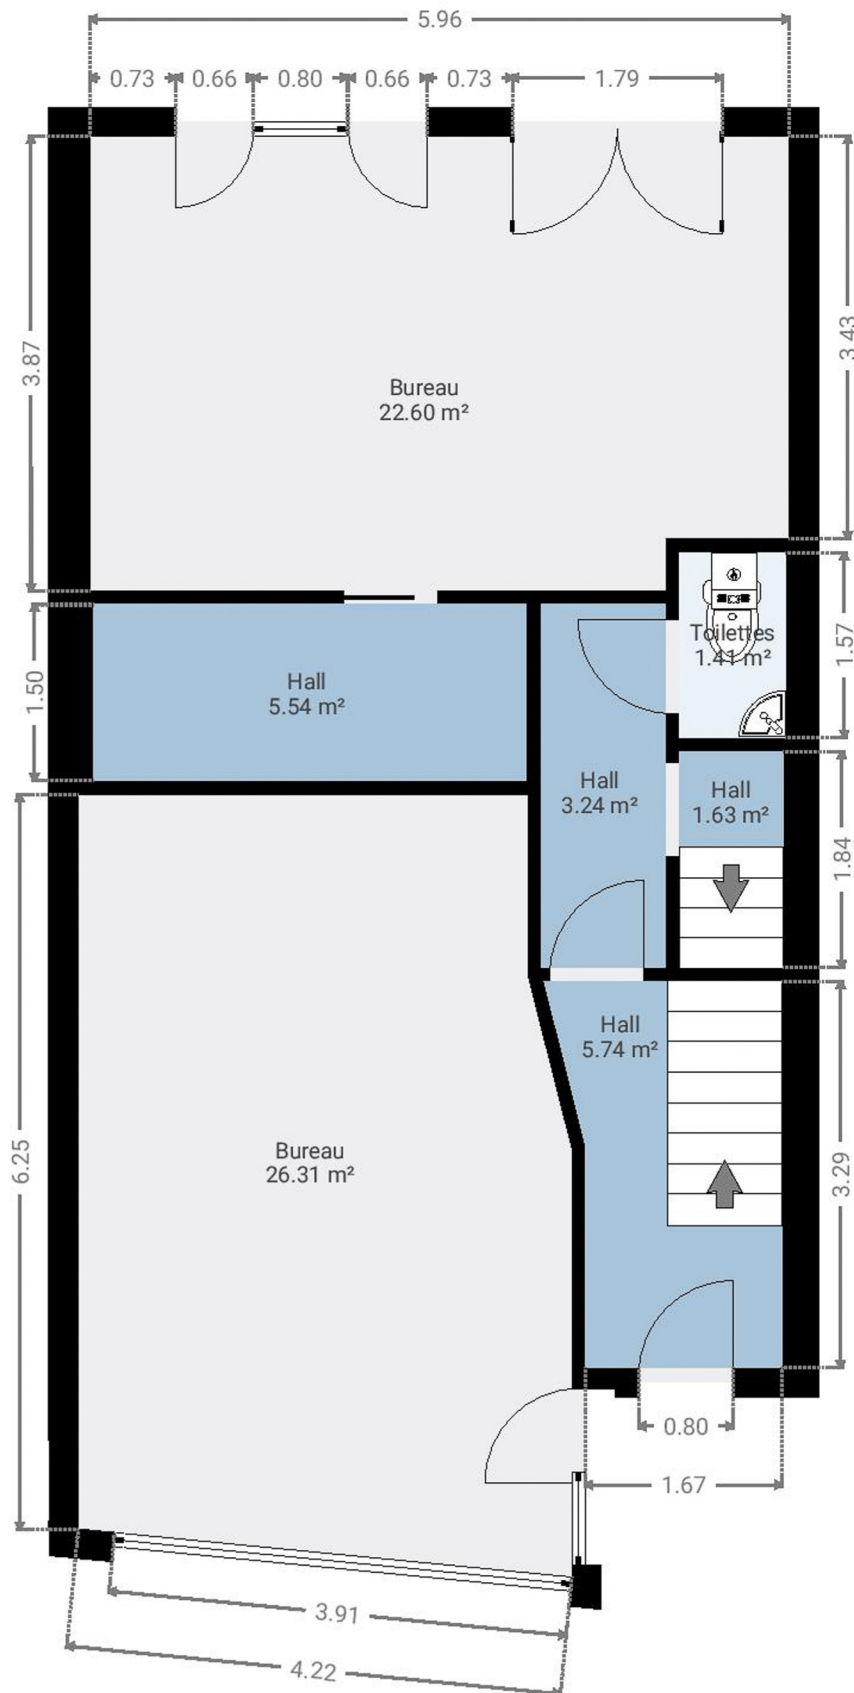 5.96
0.73
0.66
0.80
0.66
0.73
1.79
3.87
3.43
Bureau
22.60 m²
Toilettes
1.41 m²
1.57
1.50
Hall
5.54 m²
Hall
3.24 m²
Hall
1.63 m²
1.84
Hall
5.74 m²
6.25
Bureau
26.31 m²
3.29
0.80
1.67
3.91
4.22